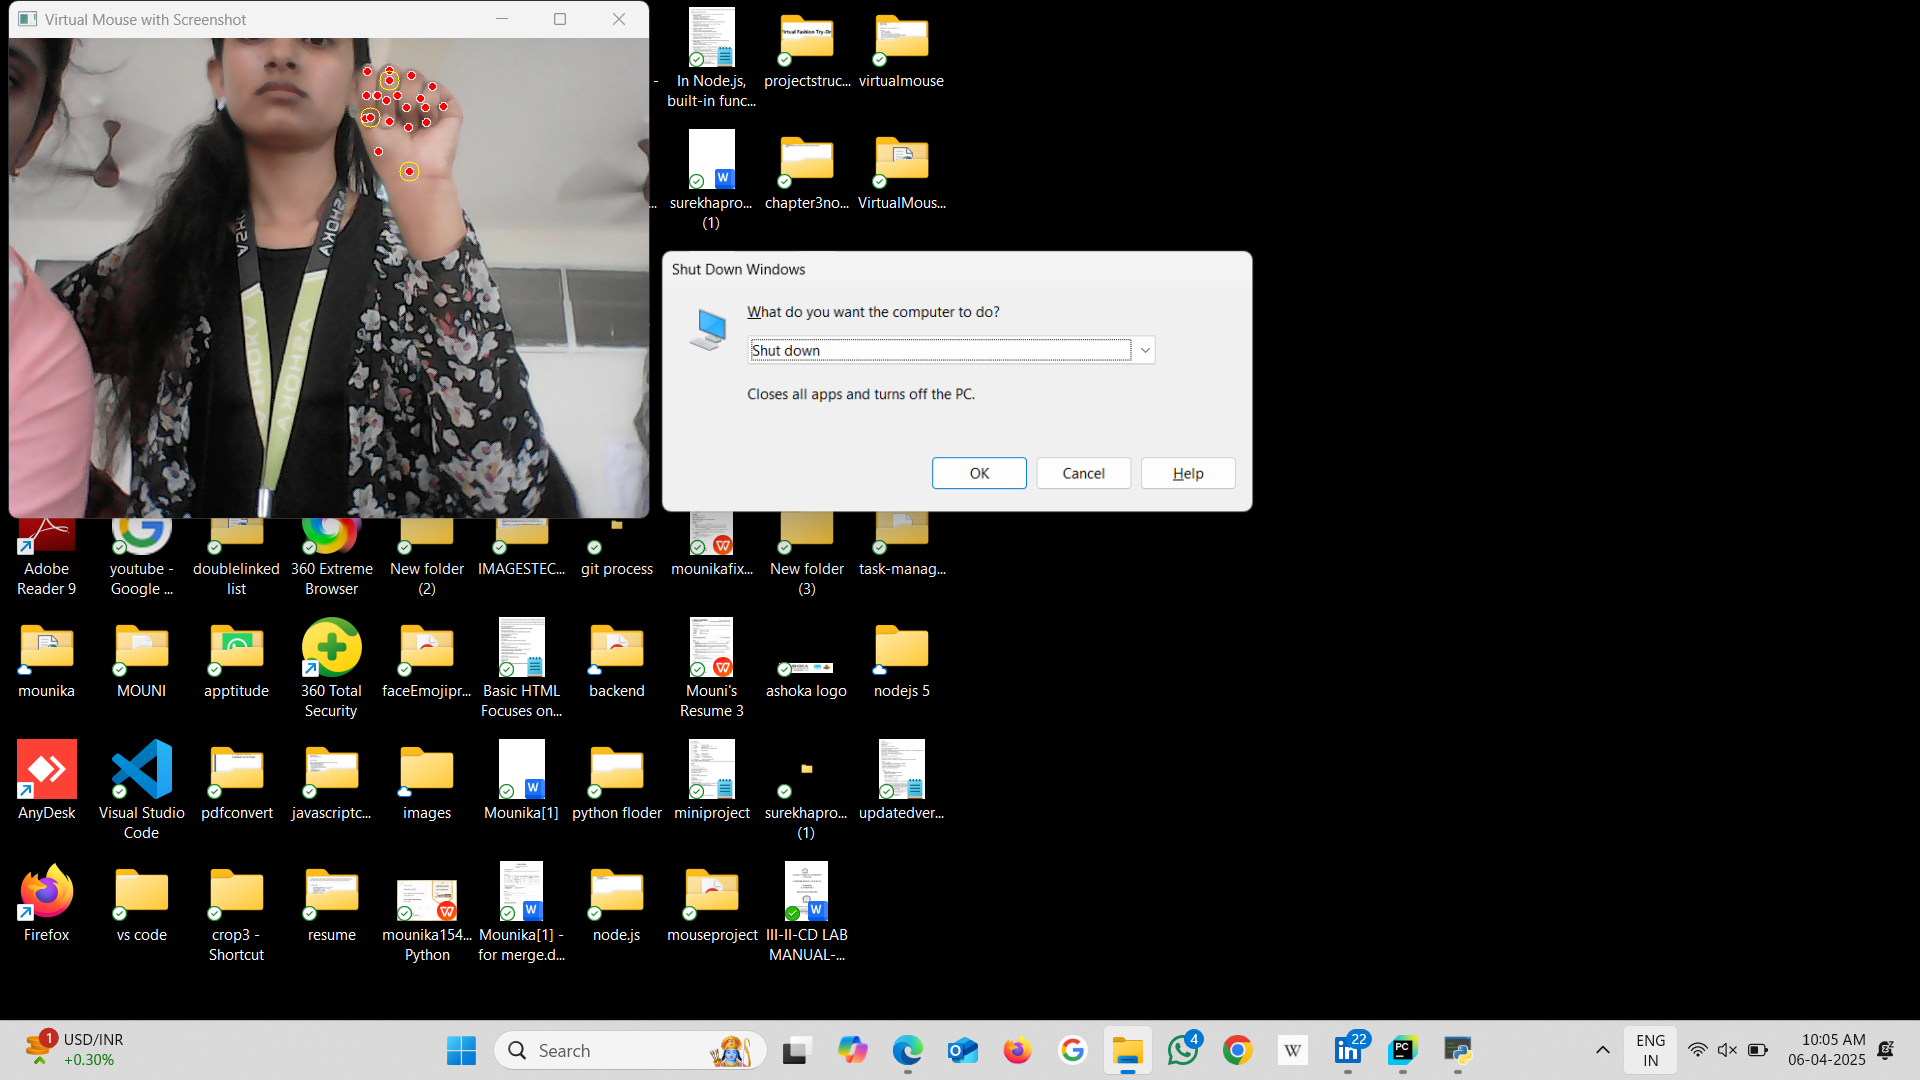 Virtual Mouse with Screenshot
In Node.js,
built-in func...
projectstruc...
virtualmouse
surekhapro...
(1)
chapter3no...
VirtualMous...
ASHOKA
ASHOKA
ASHOKA
Shut Down Windows
What do you want the computer to do?
Shut down
Closes all apps and turns off the PC.
OK
Cancel
Help
Adobe
Reader 9
youtube -
Google ...
doublelinked
list
360 Extreme
Browser
New folder
(2)
IMAGESTEC...
git process
mounikafix...
New folder
(3)
task-manag...
mounika
MOUNI
apptitude
360 Total
Security
faceEmojipr...
Basic HTML
Focuses on...
backend
Mouni's
Resume 3
ashoka logo
nodejs 5
AnyDesk
Visual Studio
Code
pdfconvert
javascriptc...
images
Mounika[1]
python floder
miniproject
surekhapro...
(1)
updatedver...
Firefox
vs code
crop3 -
Shortcut
resume
mounika154...
Python
Mounika[1] -
for merge.d...
node.js
mouseproject
III-II-CD LAB
MANUAL-...
1
USD/INR
+0.30%
Search
4
W
22
PC
ENG
IN
10:05 AM
06-04-2025